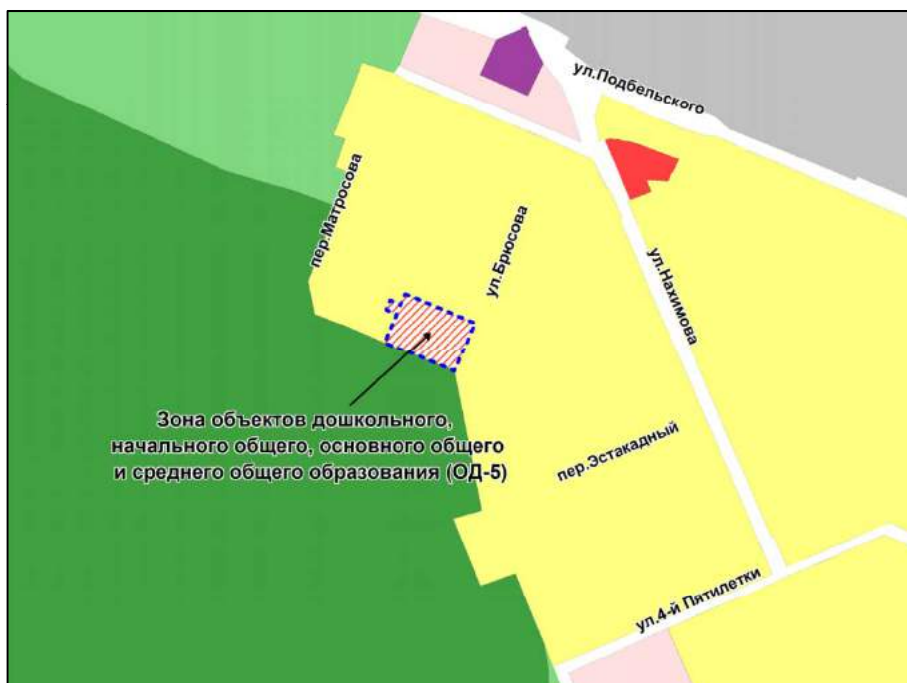 ул.Подбельского
пер.Матросова
ул.Брюсова
ул.Нахимова
Зона объектов дошкольного,
начального общего, основного общего
и среднего общего образования (ОД-5)
пер.Эстакадный
ул.4-й Пятилетки